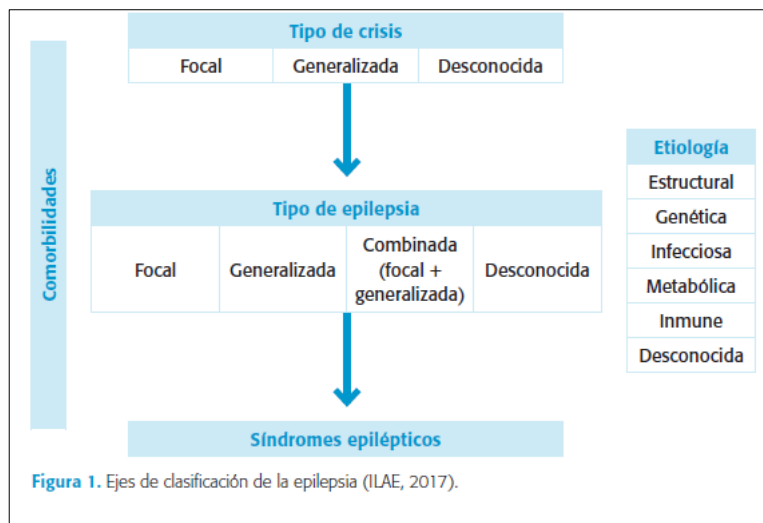 Comorbilidades
Tipo de crisis
Focal
Generalizada
Desconocida
Tipo de epilepsia
Focal
Generalizada
Combinada
(focal +
generalizada)
Desconocida
Síndromes epilépticos
Etiología
Estructural
Genética
Infecciosa
Metabólica
Inmune
Desconocida
Figura 1. Ejes de clasificación de la epilepsia (ILAE, 2017).